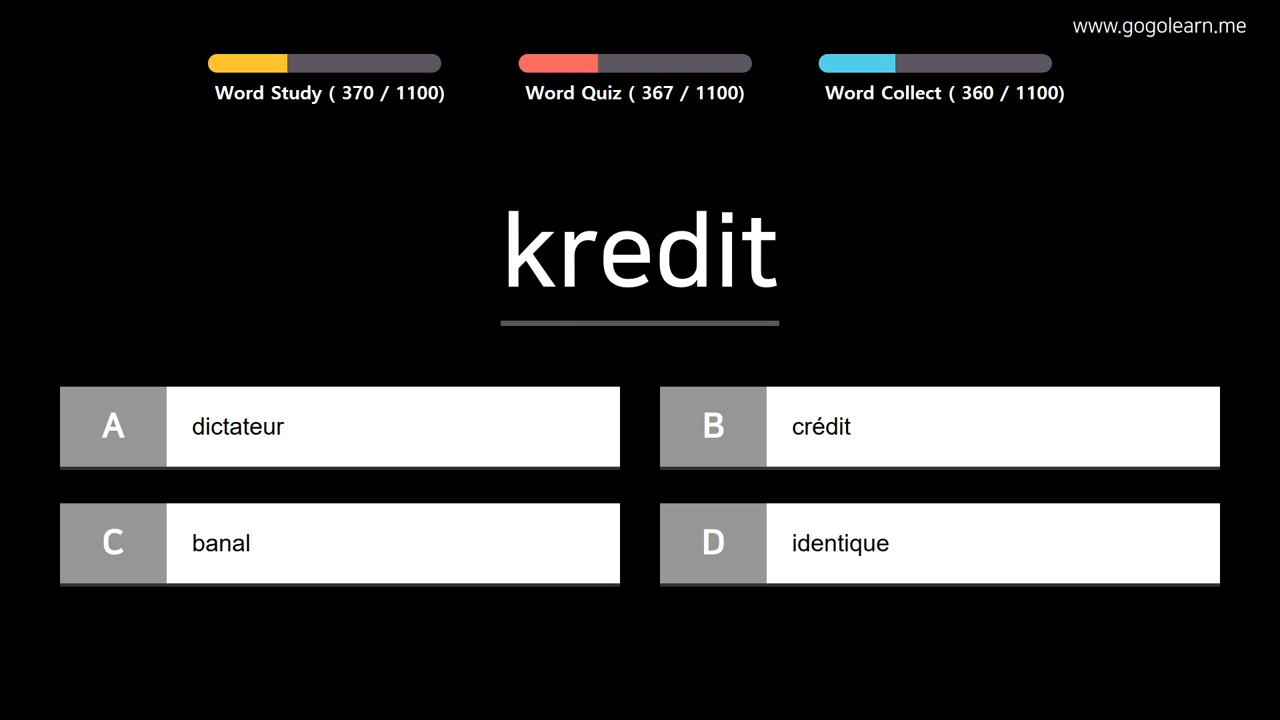 www.gogolearn.me
Word Study ( 370 / 1100)
Word Quiz ( 367 / 1100)
Word Collect ( 360 / 1100)
kredit
A dictateur
B crédit
C banal
D identique